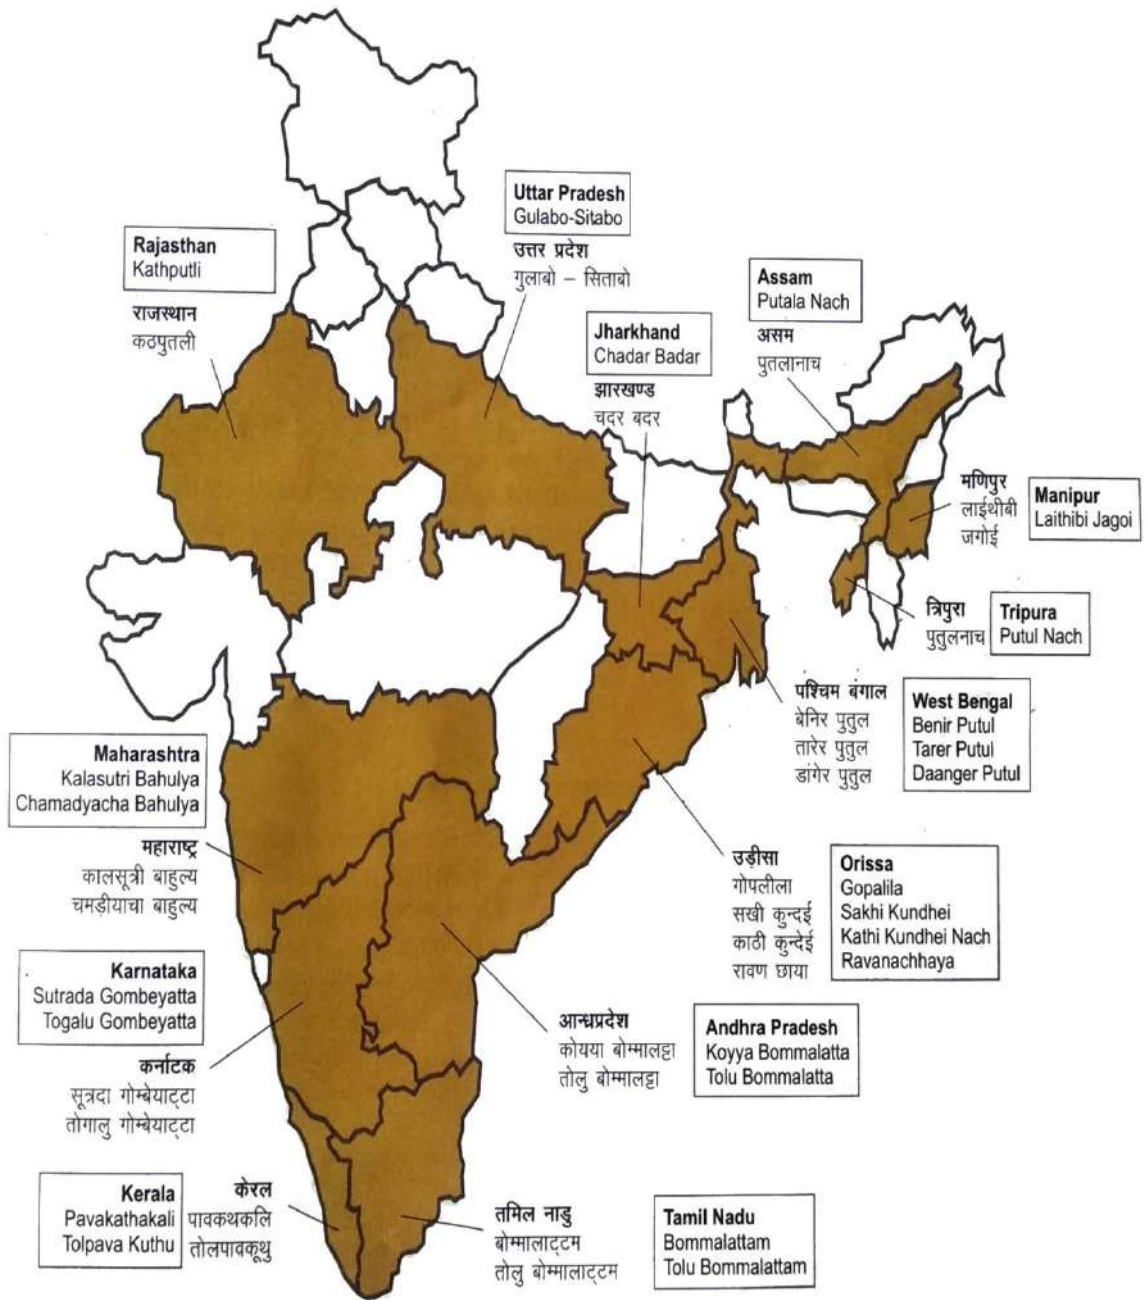 Uttar Pradesh
Gulabo-Sitabo
उत्तर प्रदेश
गुलाबो – सिताबो
Rajasthan
Kathputli
राजस्थान
कठपुतली
Assam
Putala Nach
असम
पुतलानाच
Jharkhand
Chadar Badar
झारखण्ड
चदर बदर
मणिपुर
लाईथीबी
जगोई
Manipur
Laithibi Jagoi
त्रिपुरा
पुतुलनाच
Tripura
Putul Nach
पश्चिम बंगाल
बेनिर पुतुल
तारेर पुतुल
डांगेर पुतुल
West Bengal
Benir Putul
Tarer Putul
Daanger Putul
Maharashtra
Kalasutri Bahulya
Chamadyacha Bahulya
महाराष्ट्र
कालसूत्री बाहुल्य
चमड़ीयाचा बाहुल्य
उड़ीसा
गोपलीला
सखी कुन्दई
काठी कुन्देई
रावण छाया
Orissa
Gopalila
Sakhi Kundhei
Kathi Kundhei Nach
Ravanachhaya
Karnataka
Sutrada Gombeyatta
Togalu Gombeyatta
कर्नाटक
सूत्रदा गोम्बेयाट्टा
तोगालु गोम्बेयाट्टा
आन्ध्रप्रदेश
कोयया बोम्मालट्टा
तोलु बोम्मालट्टा
Andhra Pradesh
Koyya Bommalatta
Tolu Bommalatta
Kerala
Pavakathakali
Tolpava Kuthu
केरल
पावकथकलि
तोलपावकूथु
तमिल नाडु
बोम्मालाट्टम
तोलु बोम्मालाट्टम
Tamil Nadu
Bommalattam
Tolu Bommalattam